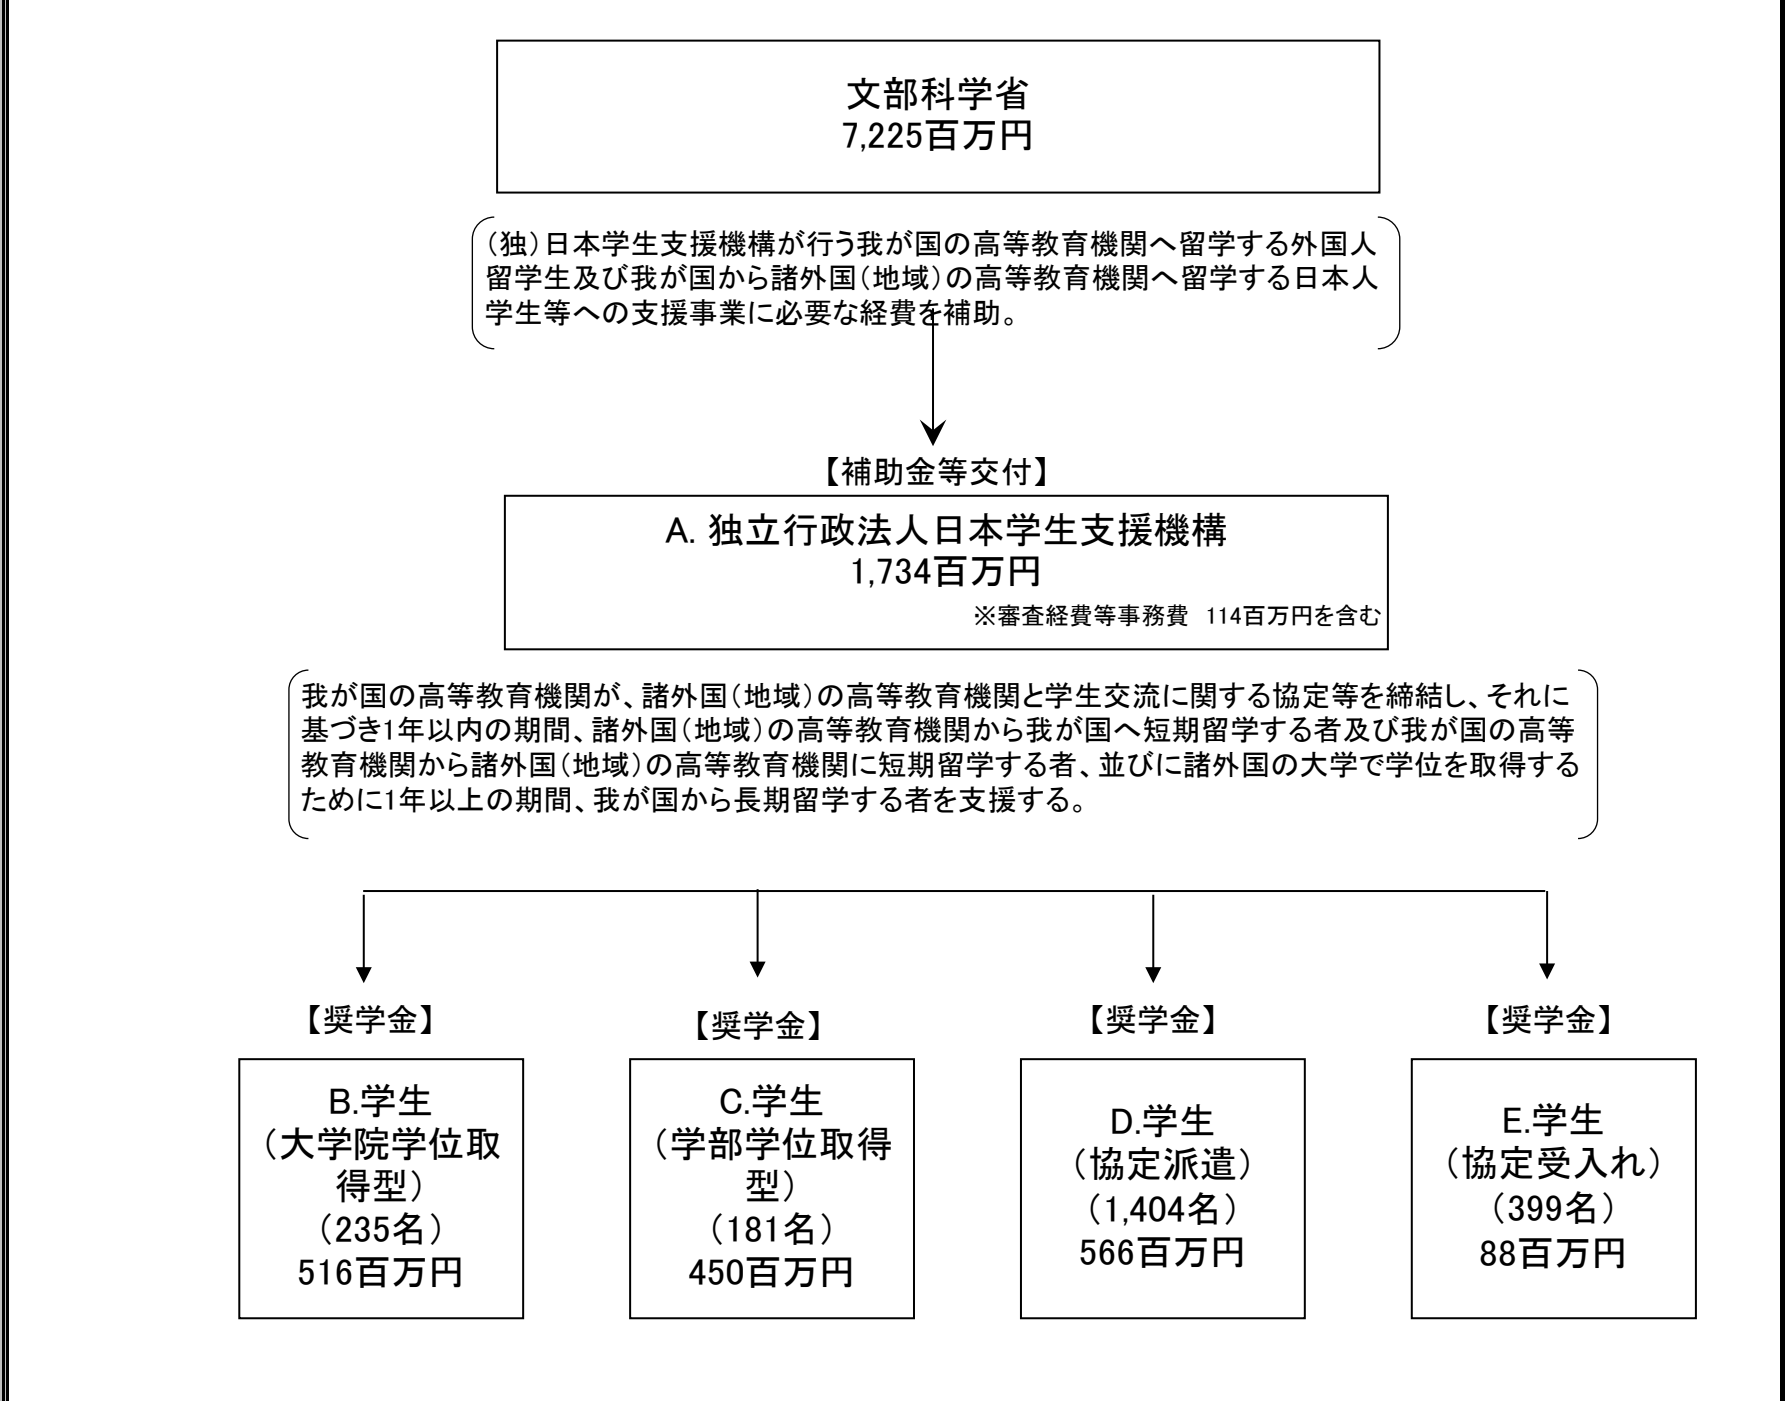 文部科学省
7,225百万円
（独）日本学生支援機構が行う我が国の高等教育機関へ留学する外国人
留学生及び我が国から諸外国（地域）の高等教育機関へ留学する日本人
学生等への支援事業に必要な経費を補助。
【補助金等交付】
A. 独立行政法人日本学生支援機構
1,734百万円
※審査経費等事務費　114百万円を含む
我が国の高等教育機関が、諸外国（地域）の高等教育機関と学生交流に関する協定等を締結し、それに
基づき1年以内の期間、諸外国（地域）の高等教育機関から我が国へ短期留学する者及び我が国の高等
教育機関から諸外国（地域）の高等教育機関に短期留学する者、並びに諸外国の大学で学位を取得する
ために1年以上の期間、我が国から長期留学する者を支援する。
【奨学金】
B.学生
（大学院学位取
得型）
（235名）
516百万円
【奨学金】
C.学生
（学部学位取得
型）
（181名）
450百万円
【奨学金】
D.学生
（協定派遣）
（1,404名）
566百万円
【奨学金】
E.学生
（協定受入れ）
（399名）
88百万円